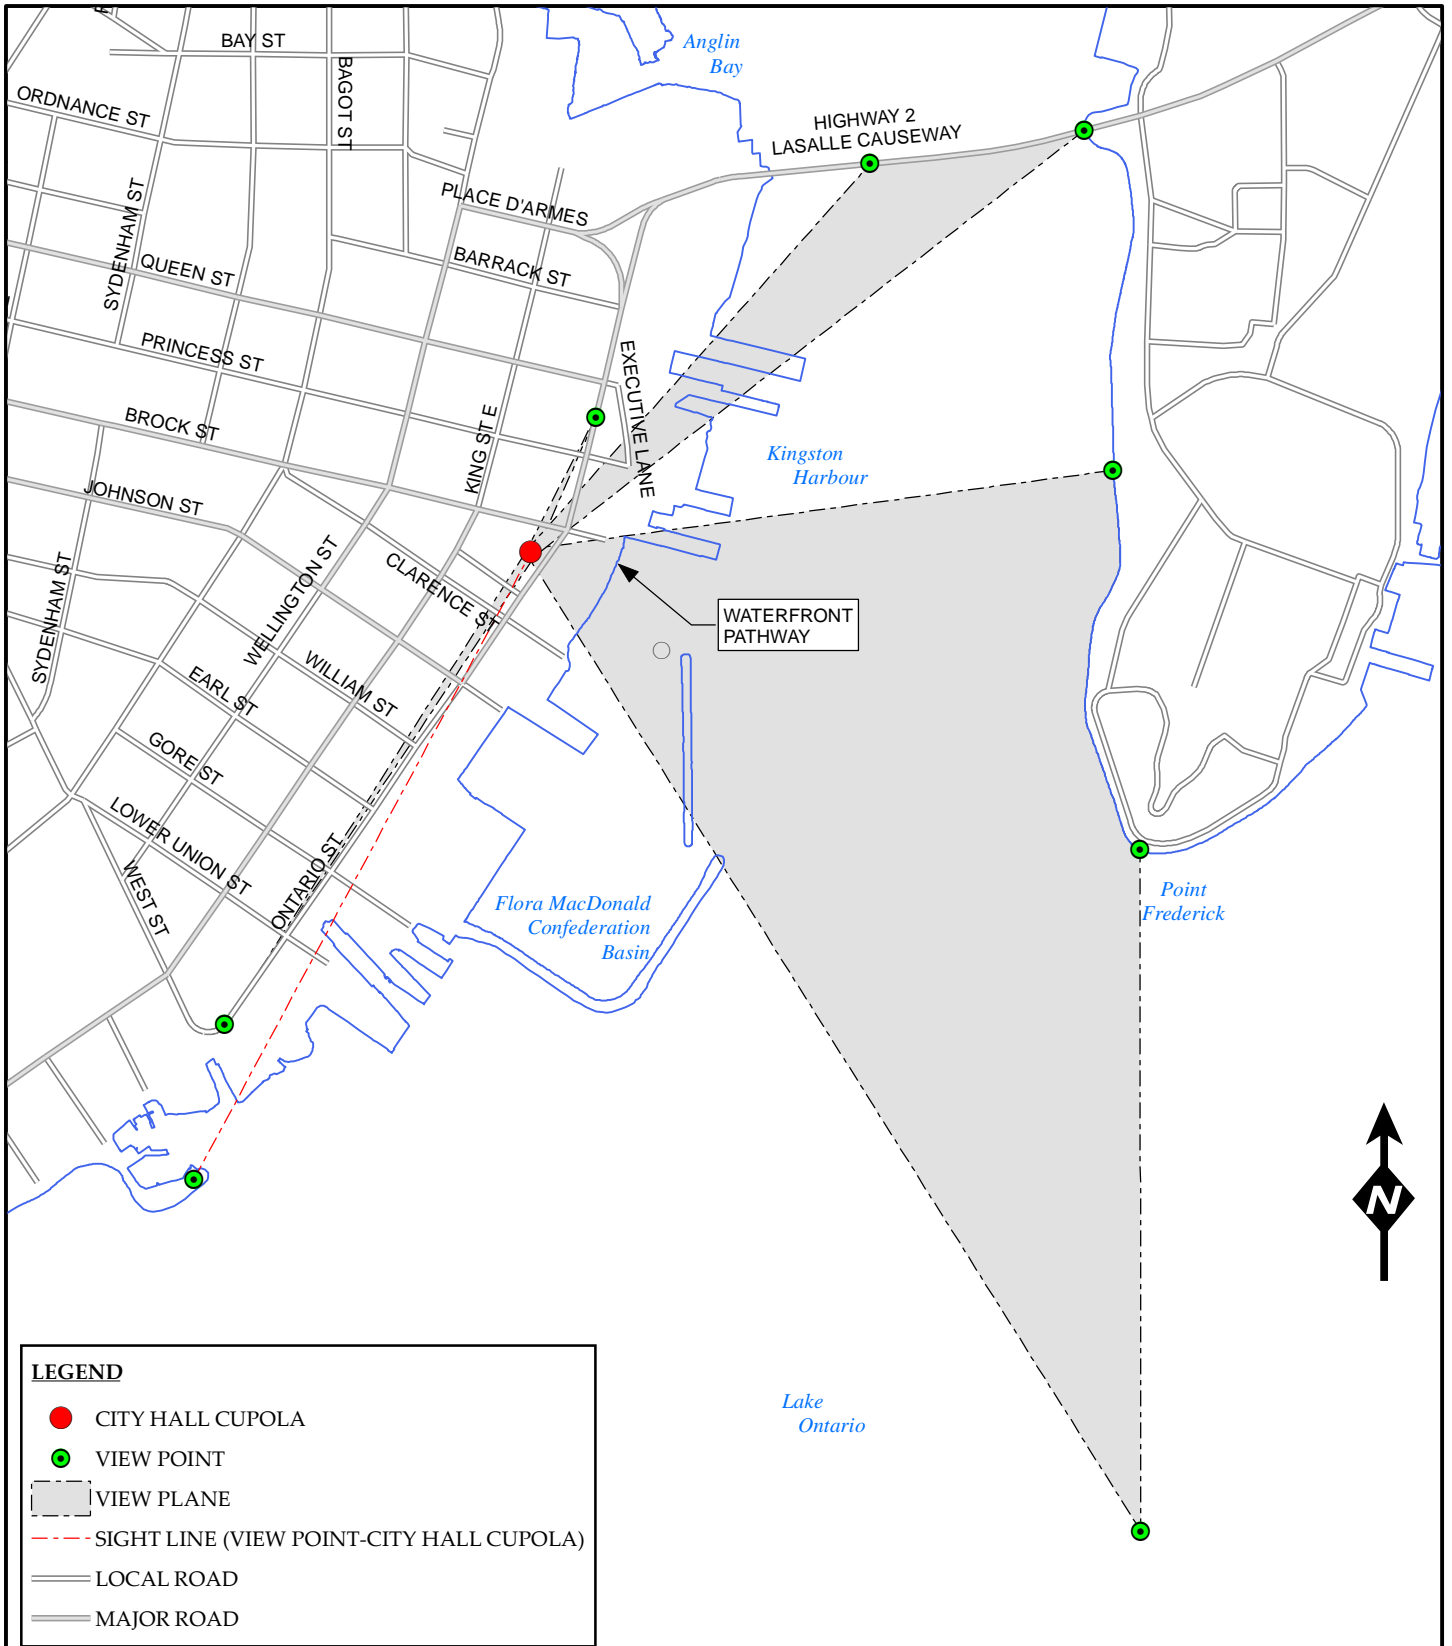 Anglin
Bay
BAY ST
BAGOT ST
ORDNANCE ST
HIGHWAY 2
LASALLE CAUSEWAY
SYDENHAM ST
PLACE D'ARMES
BARRACK ST
QUEEN ST
PRINCESS ST
EXECUTIVE LANE
BROCK ST
KING ST E
Kingston
Harbour
JOHNSON ST
WELLINGTON ST
CLARENCE ST
SYDENHAM ST
WATERFRONT
PATHWAY
WILLIAM ST
EARL ST
GORE ST
LOWER UNION ST
WEST ST
ONTARIO ST
Flora MacDonald
Confederation
Basin
Point
Frederick
N
Lake
Ontario
LEGEND
CITY HALL CUPOLA
VIEW POINT
VIEW PLANE
SIGHT LINE (VIEW POINT-CITY HALL CUPOLA)
LOCAL ROAD
MAJOR ROAD